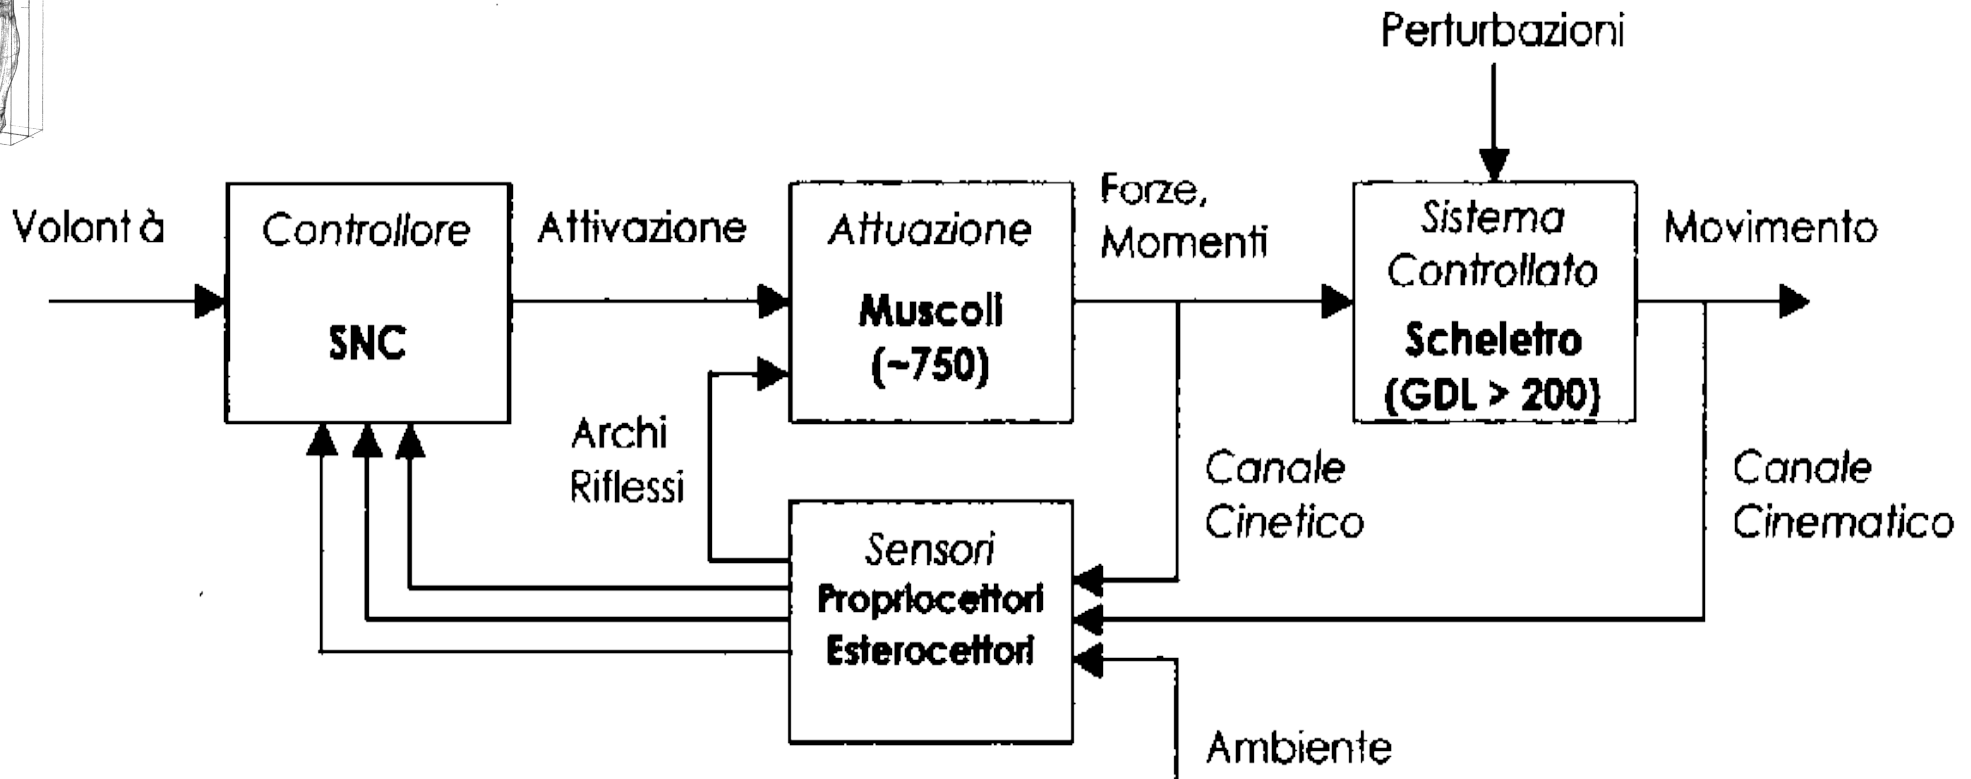 Perturbazioni
Volontà
Controllore
SNC
Attivazione
Attuazione
Muscoli
(~750)
Forze,
Momenti
Sistema
Controllato
Scheletro
(GDL > 200)
Movimento
Archi
Riflessi
Sensori
Propriocettori
Esterocettori
Canale
Cinetico
Canale
Cinematico
Ambiente